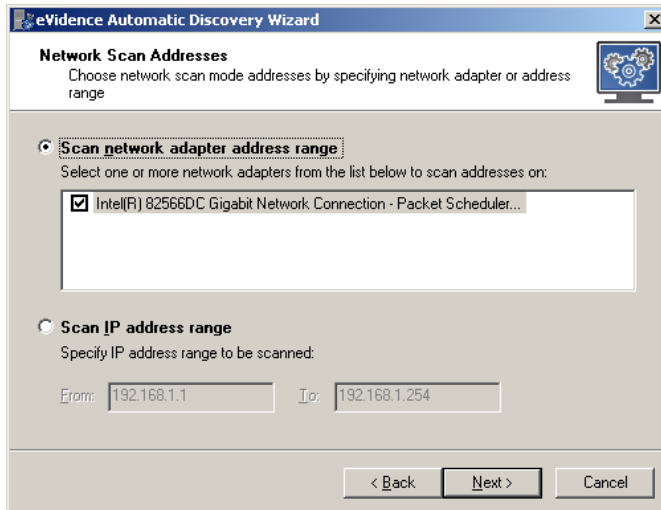 eVidence Automatic Discovery Wizard
Network Scan Addresses
Choose network scan mode addresses by specifying network adapter or address
range
Scan network adapter address range
Select one or more network adapters from the list below to scan addresses on:
Intel(R) 82566DC Gigabit Network Connection - Packet Scheduler...
Scan IP address range
Specify IP address range to be scanned:
From: 192.168.1.1 To: 192.168.1.254
< Back Next > Cancel